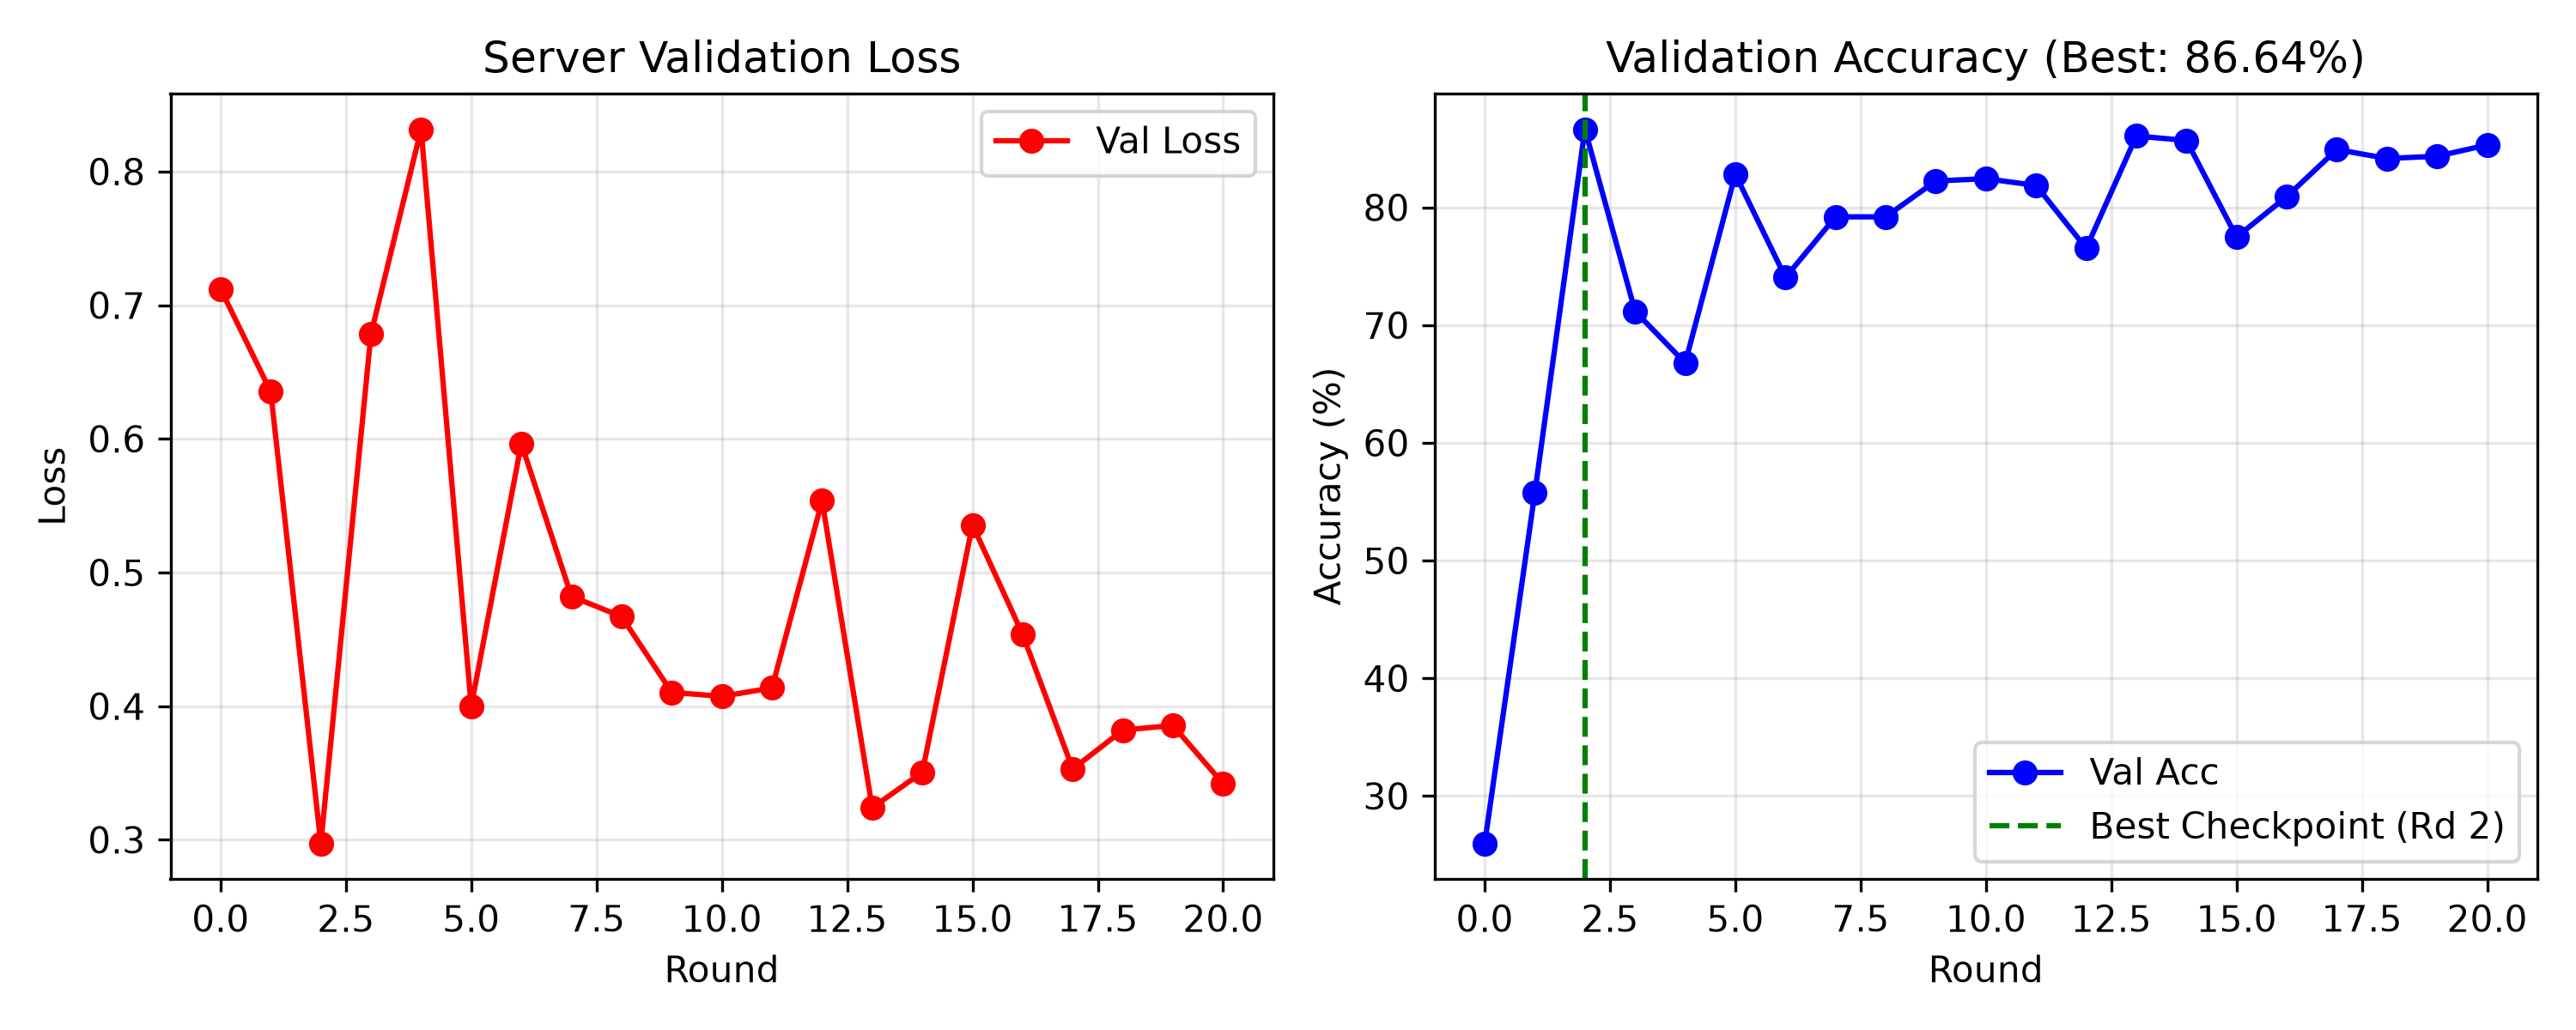 Server Validation Loss
Val Loss
0.8
0.7
0.6
0.5
0.4
0.3
Loss
0.0 2.5 5.0 7.5 10.0 12.5 15.0 17.5 20.0
Round
Validation Accuracy (Best: 86.64%)
80
70
60
50
40
30
Accuracy (%)
Val Acc
Best Checkpoint (Rd 2)
0.0 2.5 5.0 7.5 10.0 12.5 15.0 17.5 20.0
Round